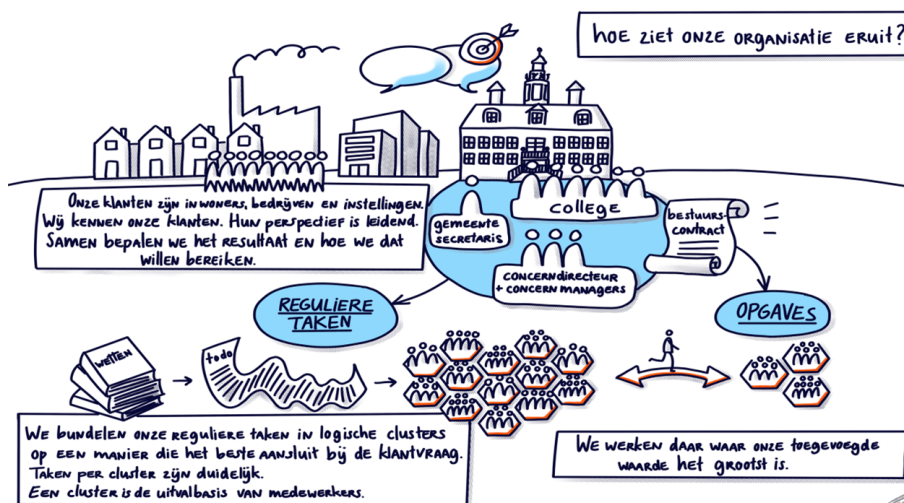 HOE ZIET ONZE ORGANISATIE ERUIT?
ONZE KLANTEN ZIJN INWONERS, BEDRIJVEN EN INSTELLINGEN.
WIJ KENNEN ONZE KLANTEN. HUN PERSPECTIEF IS LEIDEND.
SAMEN BEPALEN WE HET RESULTAAT EN HOE WE DAT
WILLEN BEREIKEN.
GEMEENTE
SECRETARIS
COLLEGE
CONCERNDIRECTEUR
+ CONCERN MANAGERS
BESTUURS-
CONTRACT
REGULIERE
TAKEN
OPGAVES
WETTEN
todo
WE BUNDELEN ONZE REGULIERE TAKEN IN LOGISCHE CLUSTERS
OP EEN MANIER DIE HET BESTE AANSLUIT BIJ DE KLANTVRAAG.
TAKEN PER CLUSTER ZIJN DUIDELIJK.
EEN CLUSTER IS DE UITVALBASIS VAN MEDEWERKERS.
WE WERKEN DAAR WAAR ONZE TOEGEVOEGDE
WAARDE HET GROOTST IS.